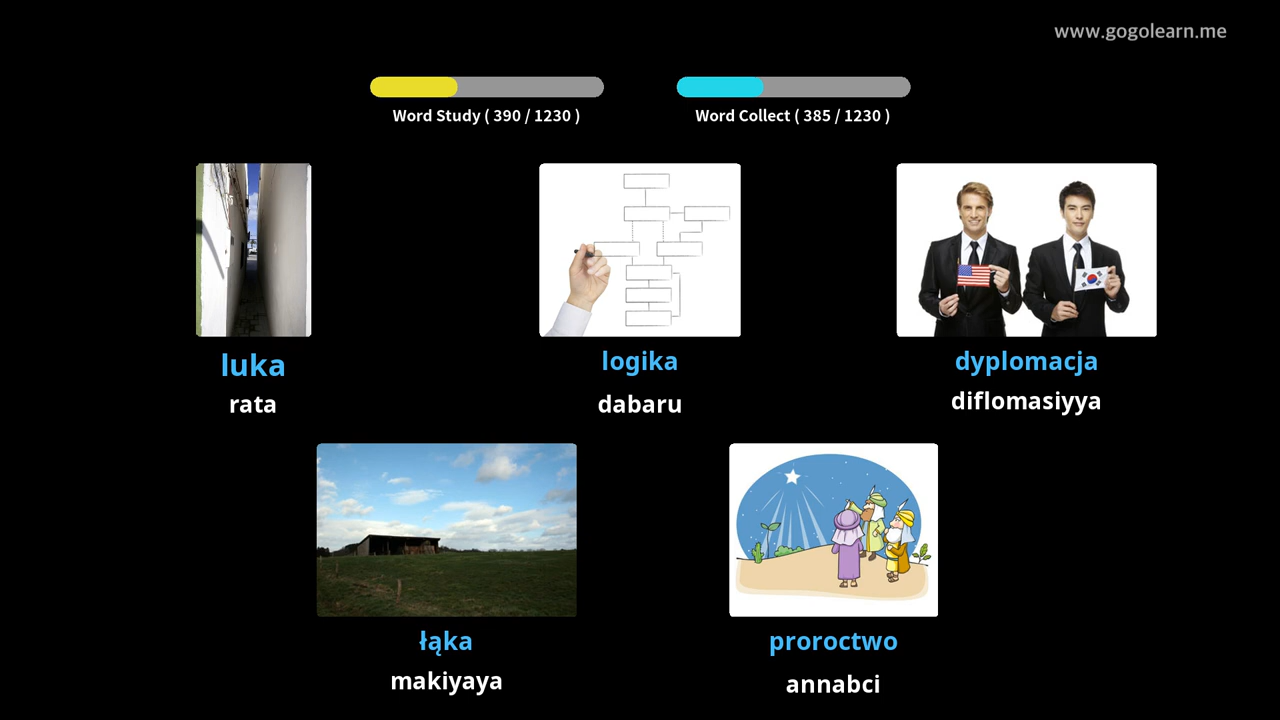 www.gogolearn.me
Word Study ( 390 / 1230 )
Word Collect ( 385 / 1230 )
luka
rata
logika
dabaru
dyplomacja
diflomasiyya
łąka
makiyaya
proroctwo
annabci